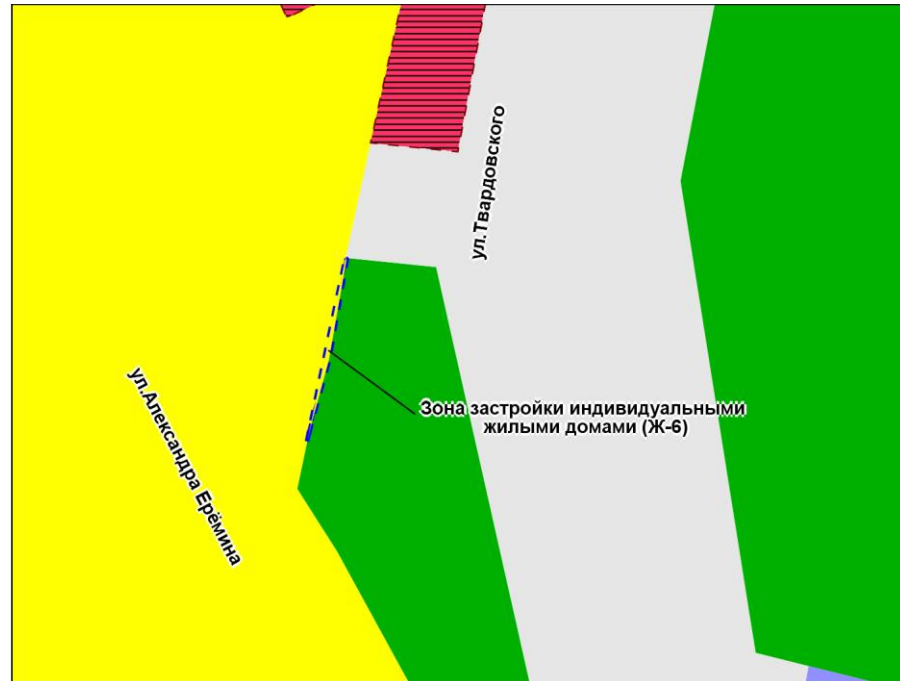 ул.Твардовского
ул.Александра Ерёмина
Зона застройки индивидуальными
жилыми домами (Ж-6)